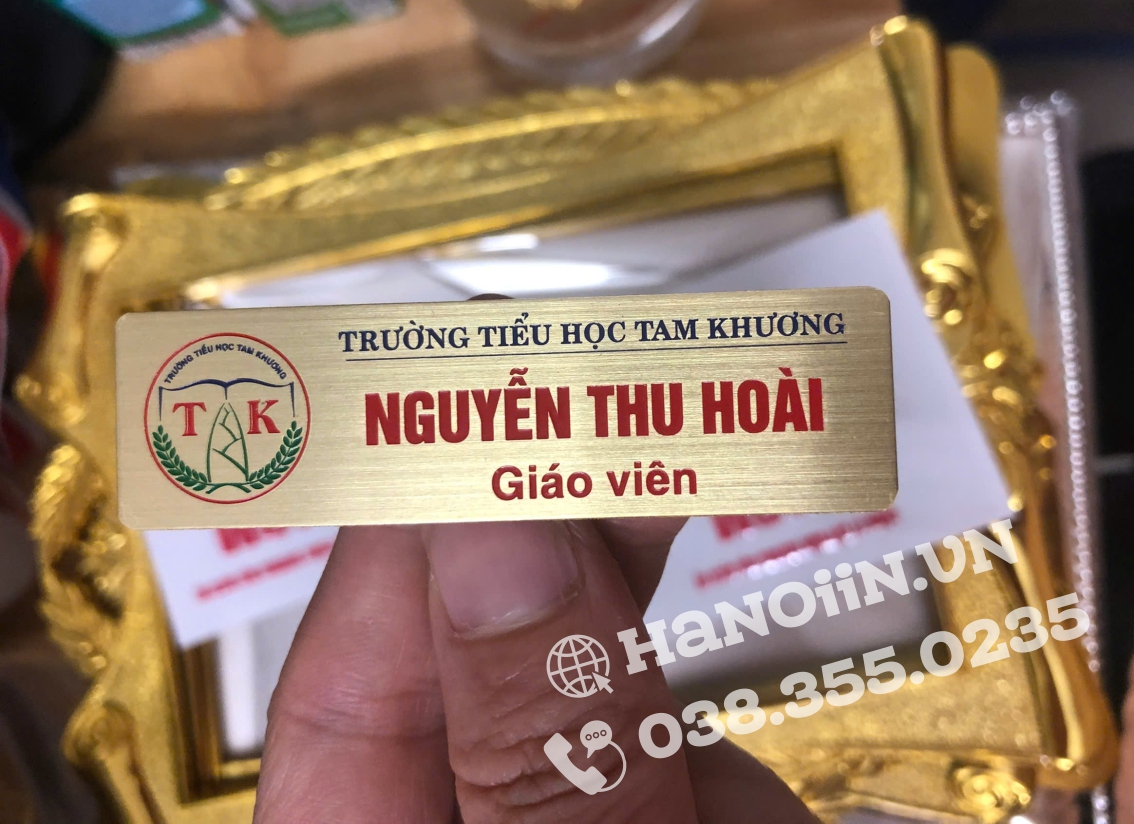 TRƯỜNG TIỂU HỌC TAM KHƯƠNG
TRƯỜNG TIỂU HỌC TAM KHƯƠNG
T K
NGUYỄN THU HOÀI
Giáo viên
HaNOiiN.VN
038.355.0235